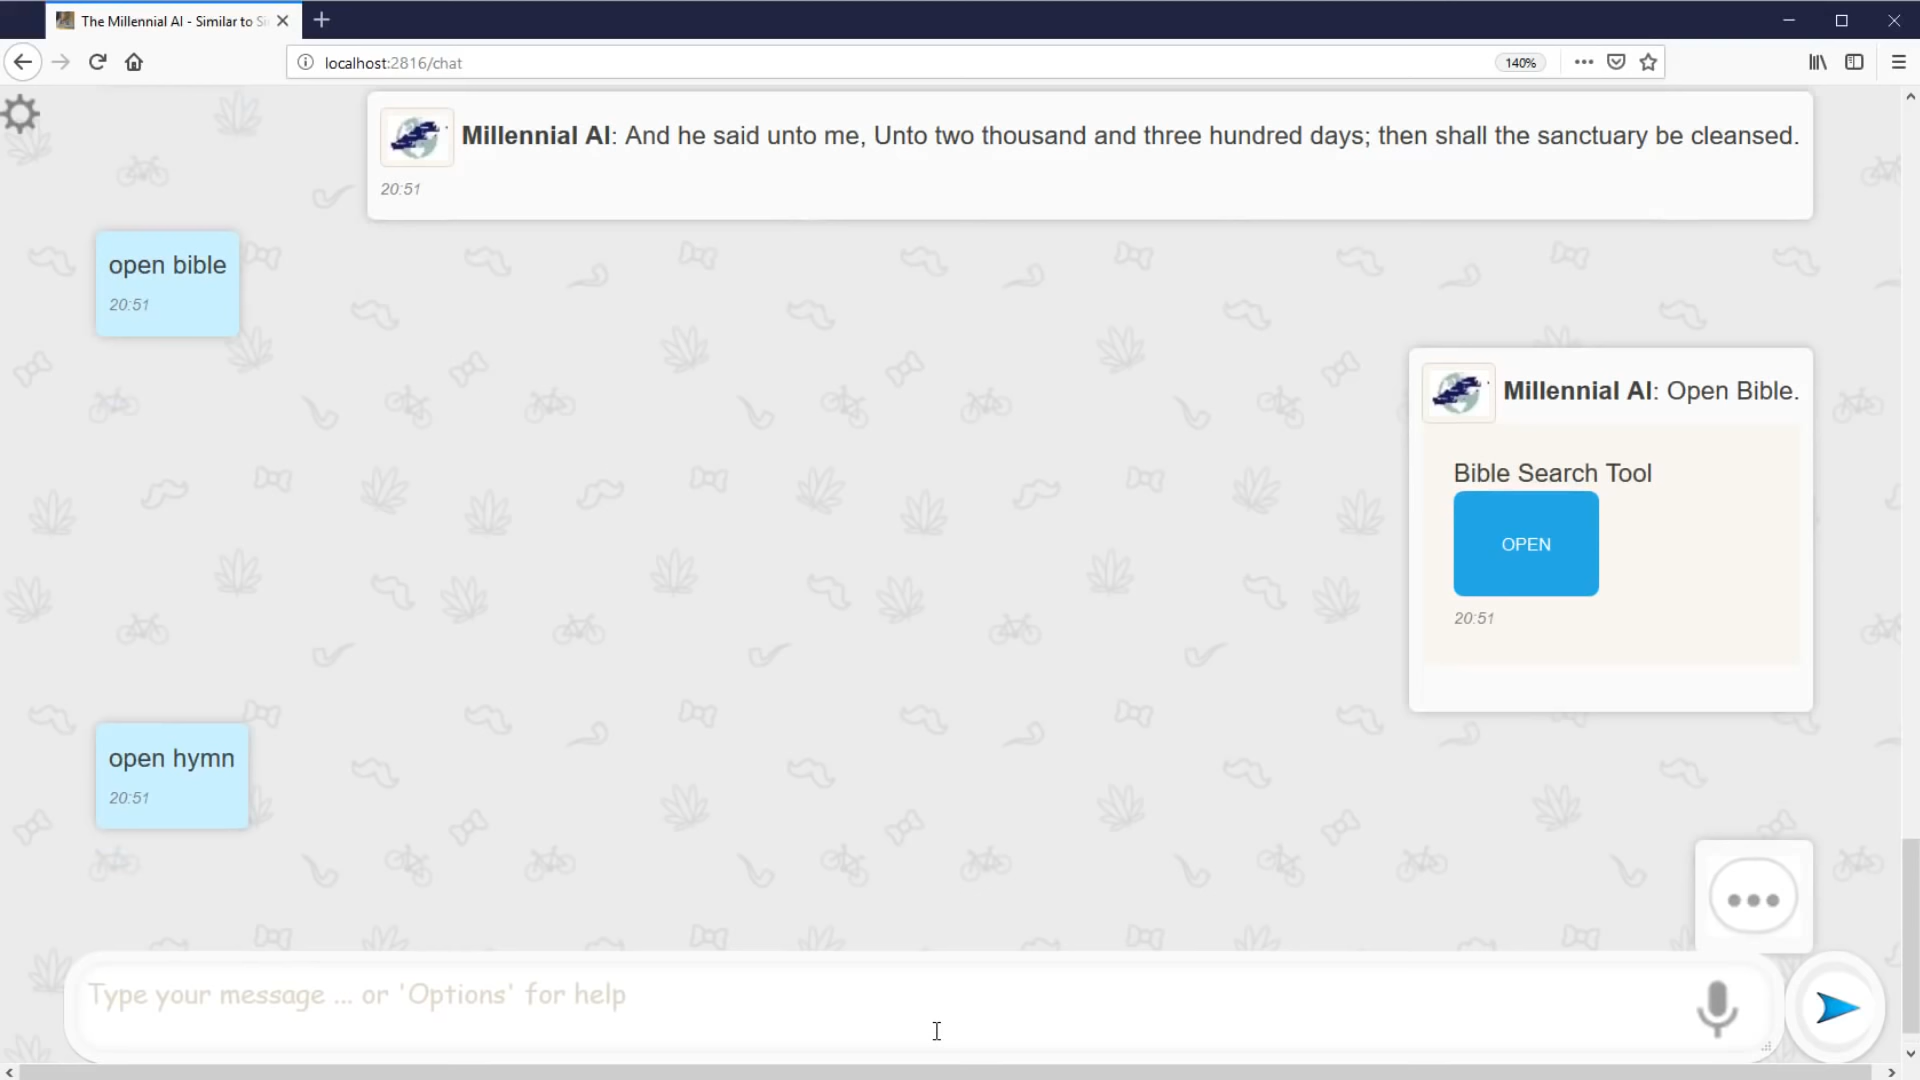 The Millennial AI - Similar to Si
localhost:2816/chat
140%
Millennial AI: And he said unto me, Unto two thousand and three hundred days; then shall the sanctuary be cleansed.
20:51
open bible
20:51
Millennial AI: Open Bible.
Bible Search Tool
OPEN
20:51
open hymn
20:51
Type your message ... or 'Options' for help